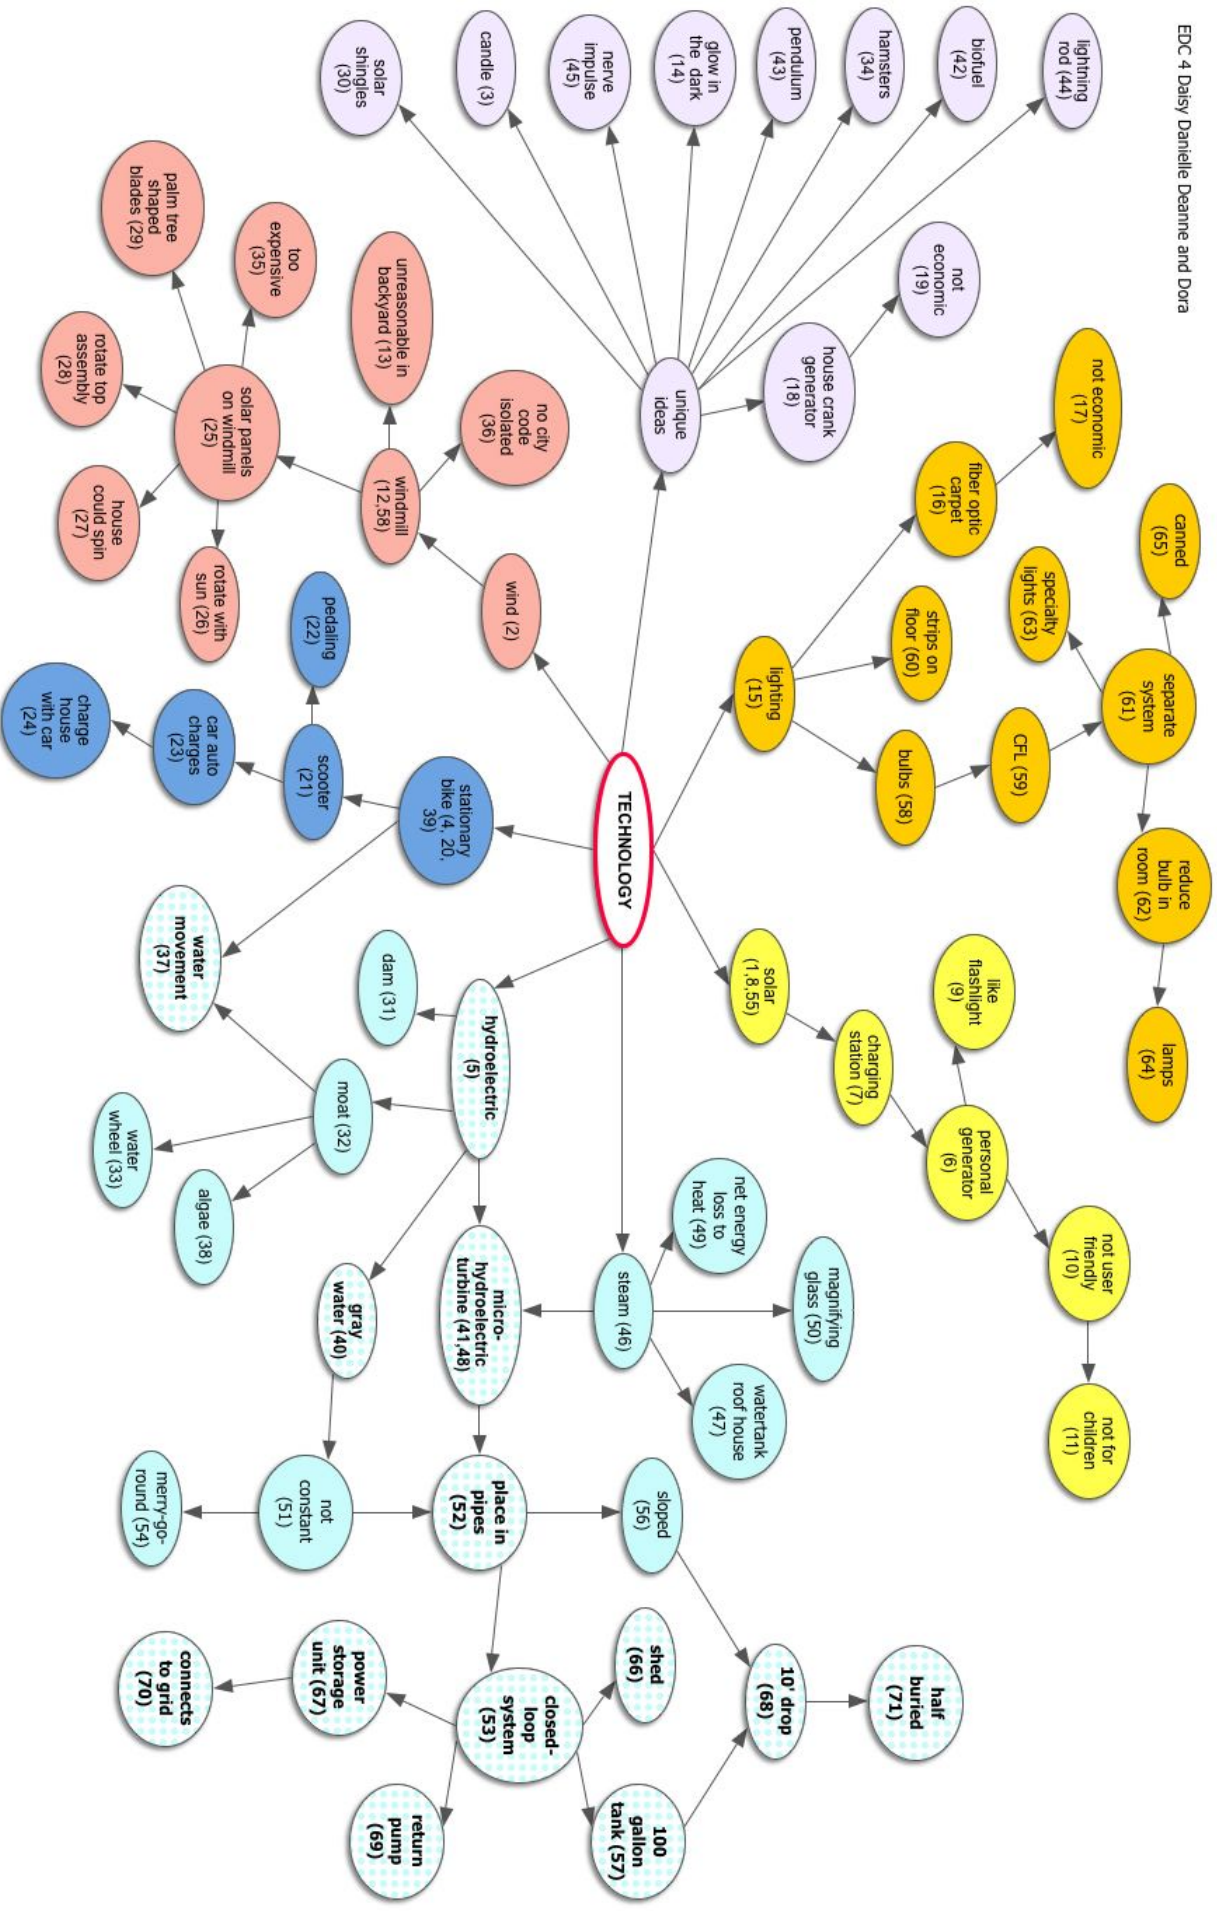 EDC 4 Daisy Danielle Deanne and Dora
canned
(65)
separate
system
(61)
reduce
bulb in
room (62)
lamps
(64)
not economic
(17)
not user
friendly
(10)
not for
children
(11)
lightning
rod (44)
specialty
lights (63)
CFL (59)
biofuel
(42)
not
economic
(19)
fiber optic
carpet
(16)
like
flashlight
(9)
personal
generator
(6)
strips on
floor (60)
bulbs (58)
half
buried
(71)
hamsters
(34)
charging
station (7)
house crank
generator
(18)
magnifying
glass (50)
pendulum
(43)
lighting
(15)
solar
(1,8,55)
10' drop
(68)
watertank
roof house
(47)
net energy
loss to
heat (49)
glow in
the dark
(14)
unique
ideas
sloped
(56)
shed
(66)
100
gallon
tank (57)
TECHNOLOGY
steam (46)
nerve
impulse
(45)
no city
code
isolated
(36)
wind (2)
closed-
loop
system
(53)
candle (3)
hydroelectric
(5)
micro-
hydroelectric
turbine (41,48)
place in
pipes
(52)
stationary
bike (4, 20,
39)
unreasonable in
backyard (13)
windmill
(12,58)
dam (31)
return
pump
(69)
solar
shingles
(30)
moat (32)
gray
water (40)
power
storage
unit (67)
pedaling
(22)
scooter
(21)
not
constant
(51)
too
expensive
(35)
solar panels
on windmill
(25)
rotate with
sun (26)
car auto
charges
(23)
water
movement
(37)
algae (38)
palm tree
shaped
blades (29)
water
wheel (33)
merry-go-
round (54)
connects
to grid
(70)
rotate top
assembly
(28)
house
could spin
(27)
charge
house
with car
(24)